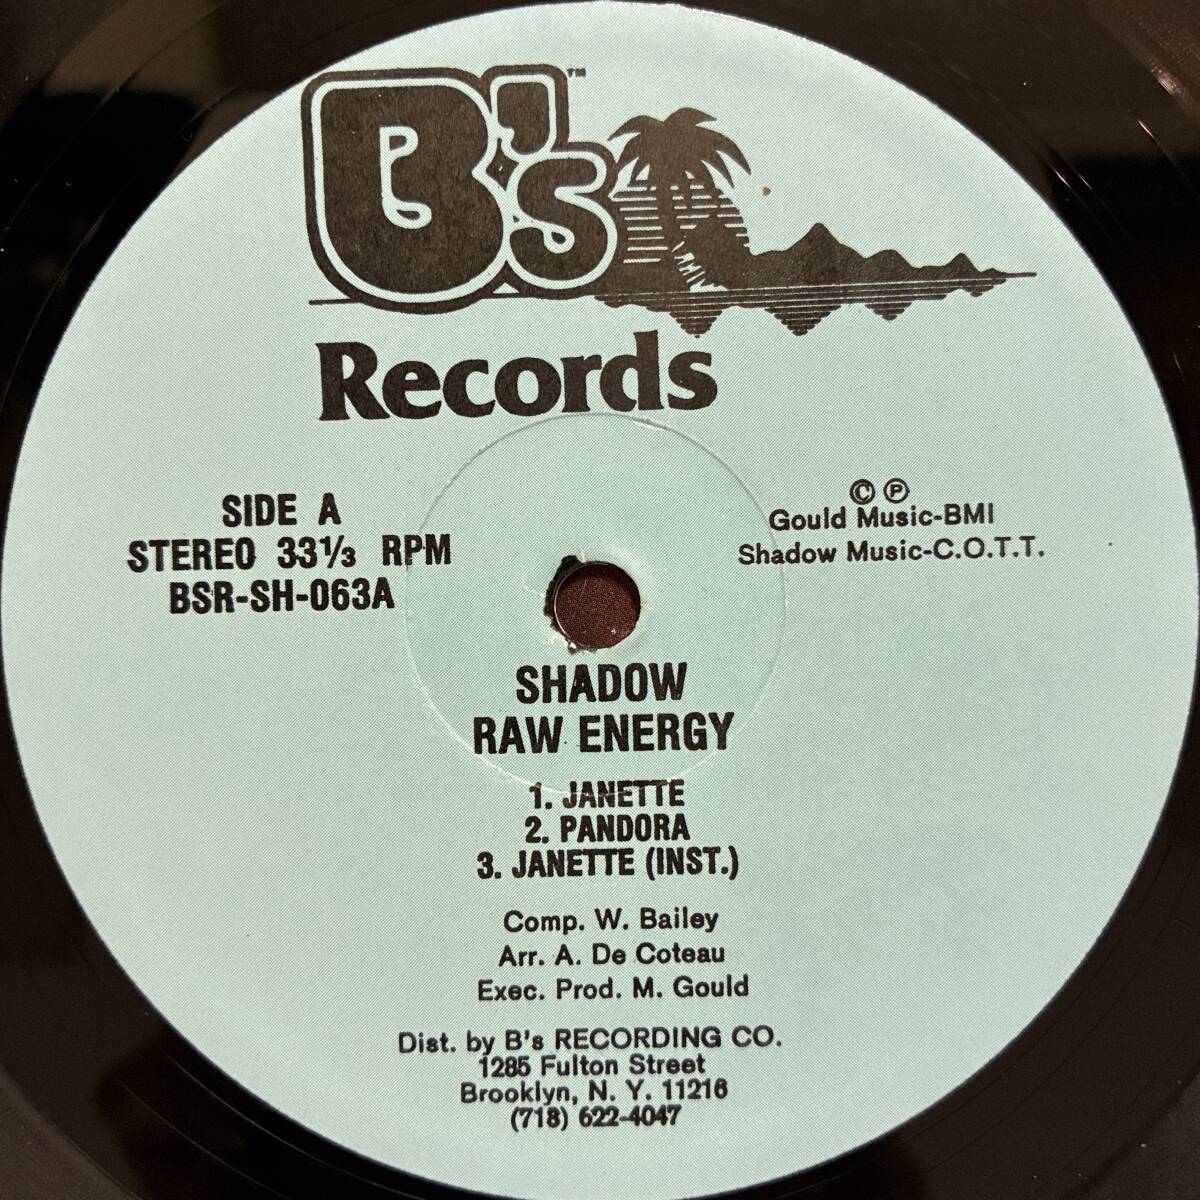 B's™
Records
SIDE A
STEREO 33⅓ RPM
BSR-SH-063A
© ℗
Gould Music-BMI
Shadow Music-C.O.T.T.
SHADOW
RAW ENERGY
1. JANETTE
2. PANDORA
3. JANETTE (INST.)
Comp. W. Bailey
Arr. A. De Coteau
Exec. Prod. M. Gould
Dist. by B's RECORDING CO.
1285 Fulton Street
Brooklyn, N. Y. 11216
(718) 622-4047